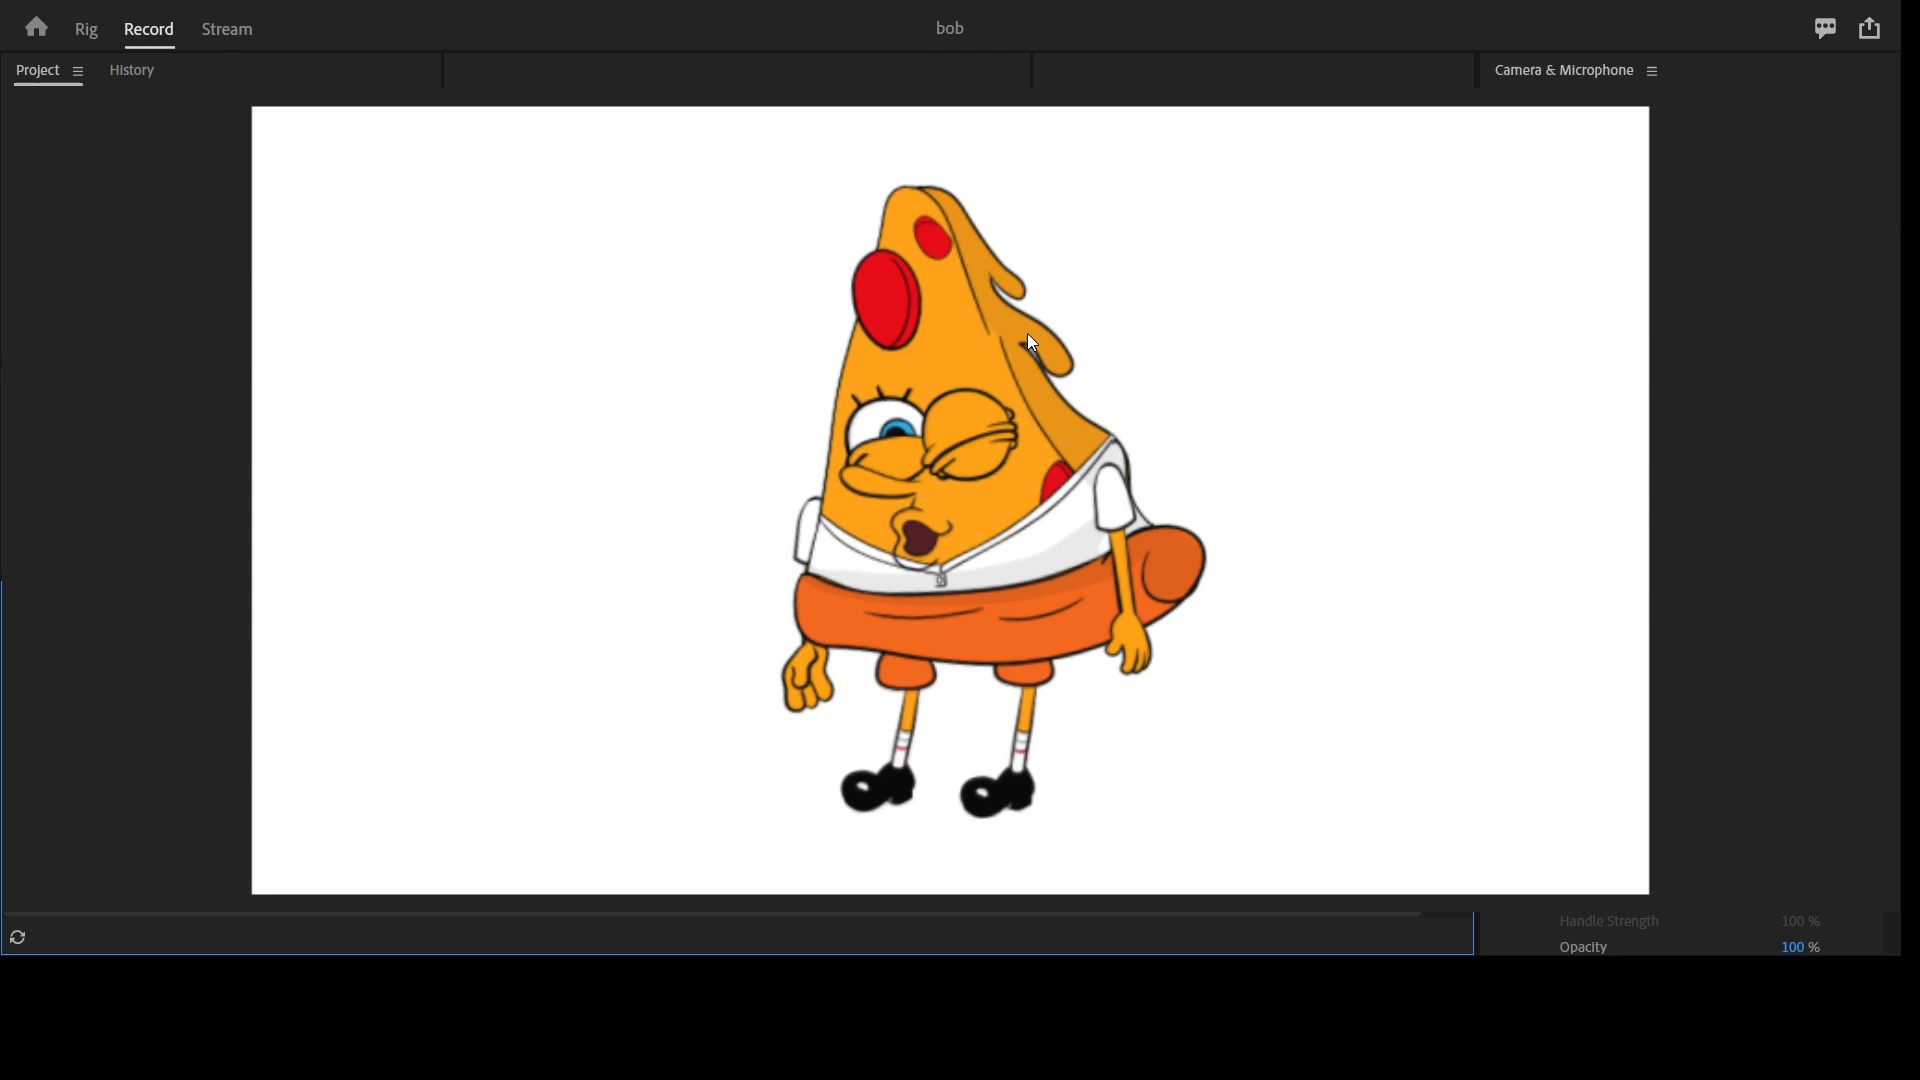 Rig Record Stream bob
Project History Camera & Microphone
Handle Strength 100 %
Opacity 100 %